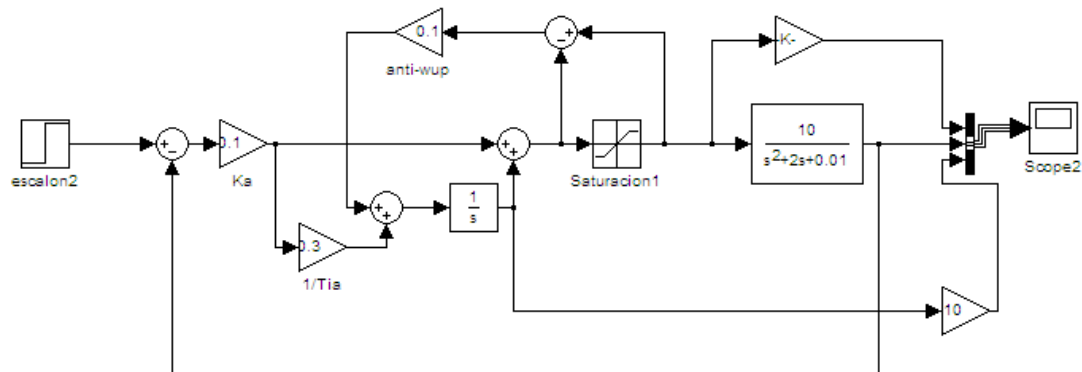 0.1
anti-wup
K-
escalon2
0.1
Ka
Saturacion1
10
s²+2s+0.01
Scope2
1
s
0.3
1/Tia
10